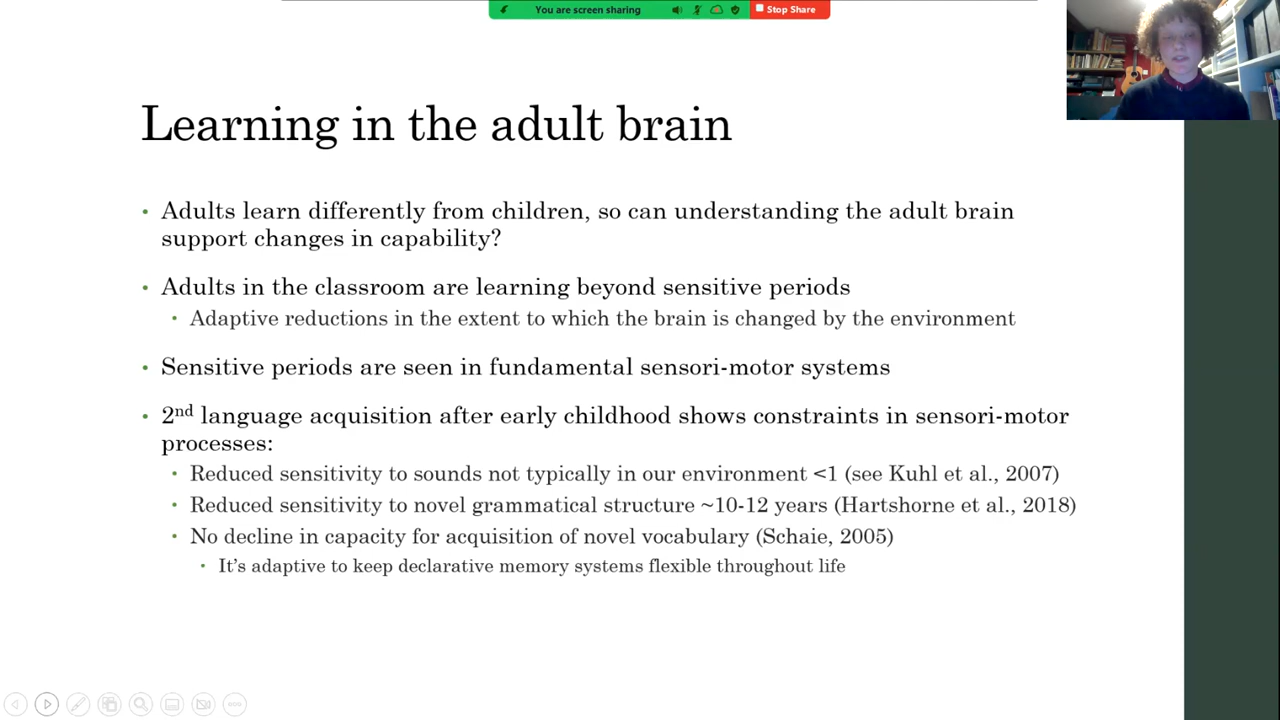 You are screen sharing
Stop Share
Learning in the adult brain
• Adults learn differently from children, so can understanding the adult brain
support changes in capability?
• Adults in the classroom are learning beyond sensitive periods
• Adaptive reductions in the extent to which the brain is changed by the environment
• Sensitive periods are seen in fundamental sensori-motor systems
• 2nd language acquisition after early childhood shows constraints in sensori-motor
processes:
• Reduced sensitivity to sounds not typically in our environment <1 (see Kuhl et al., 2007)
• Reduced sensitivity to novel grammatical structure ~10-12 years (Hartshorne et al., 2018)
• No decline in capacity for acquisition of novel vocabulary (Schaie, 2005)
• It’s adaptive to keep declarative memory systems flexible throughout life